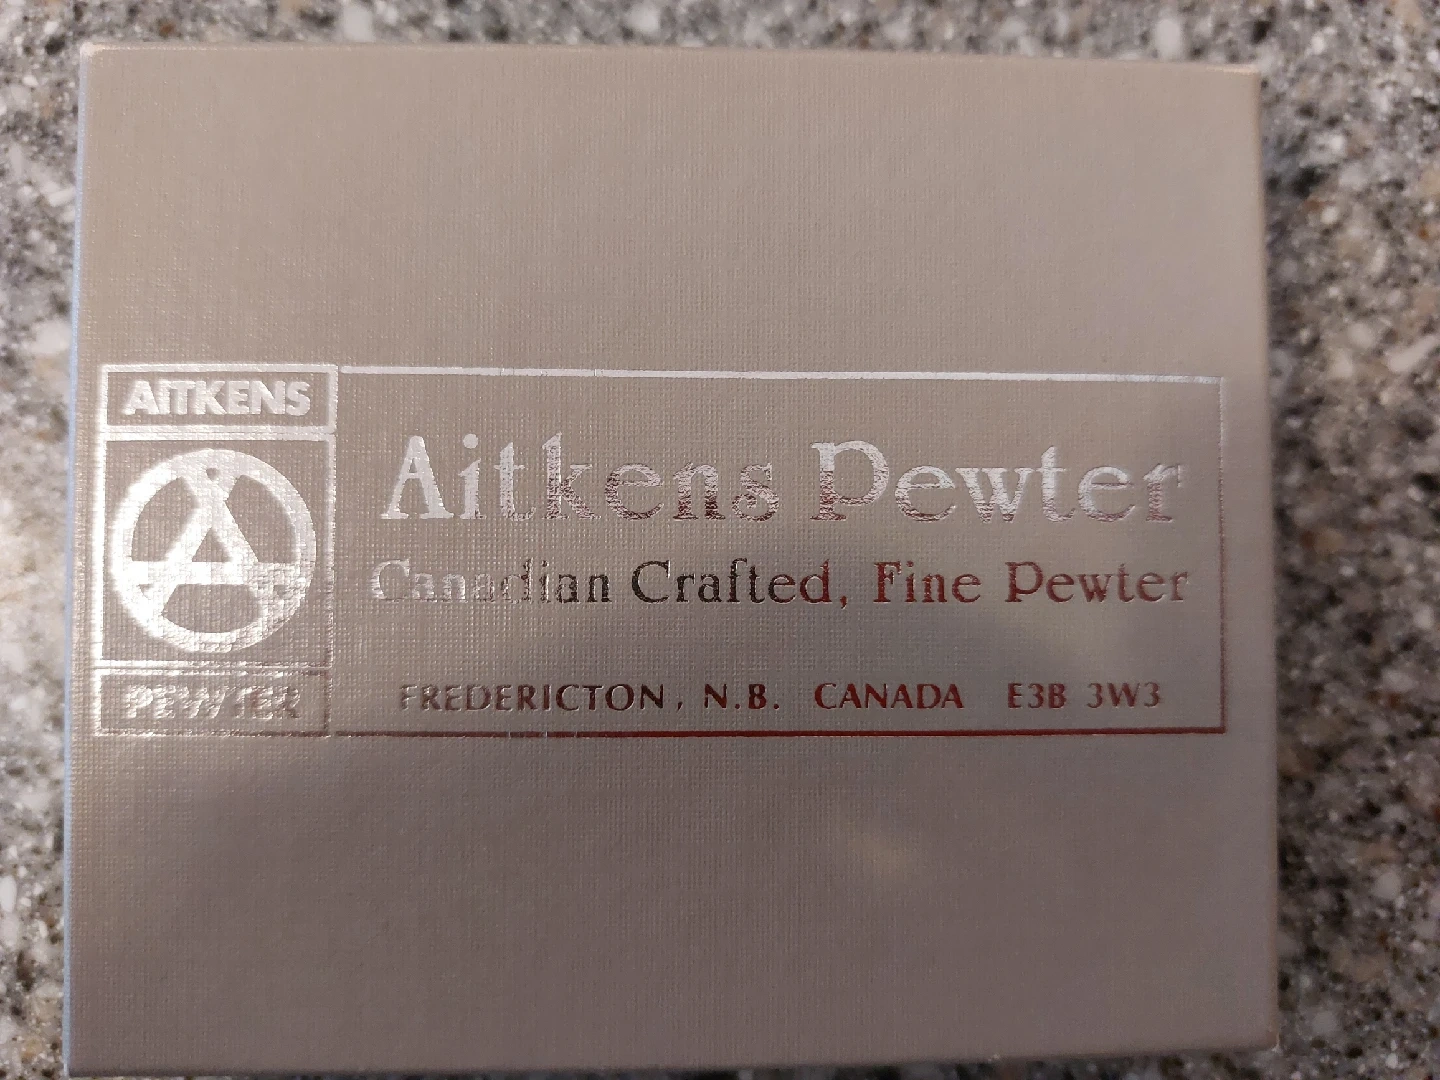 AITKENS
PEWTER
Aitkens Pewter
Canadian Crafted, Fine Pewter
FREDERICTON, N.B. CANADA E3B 3W3